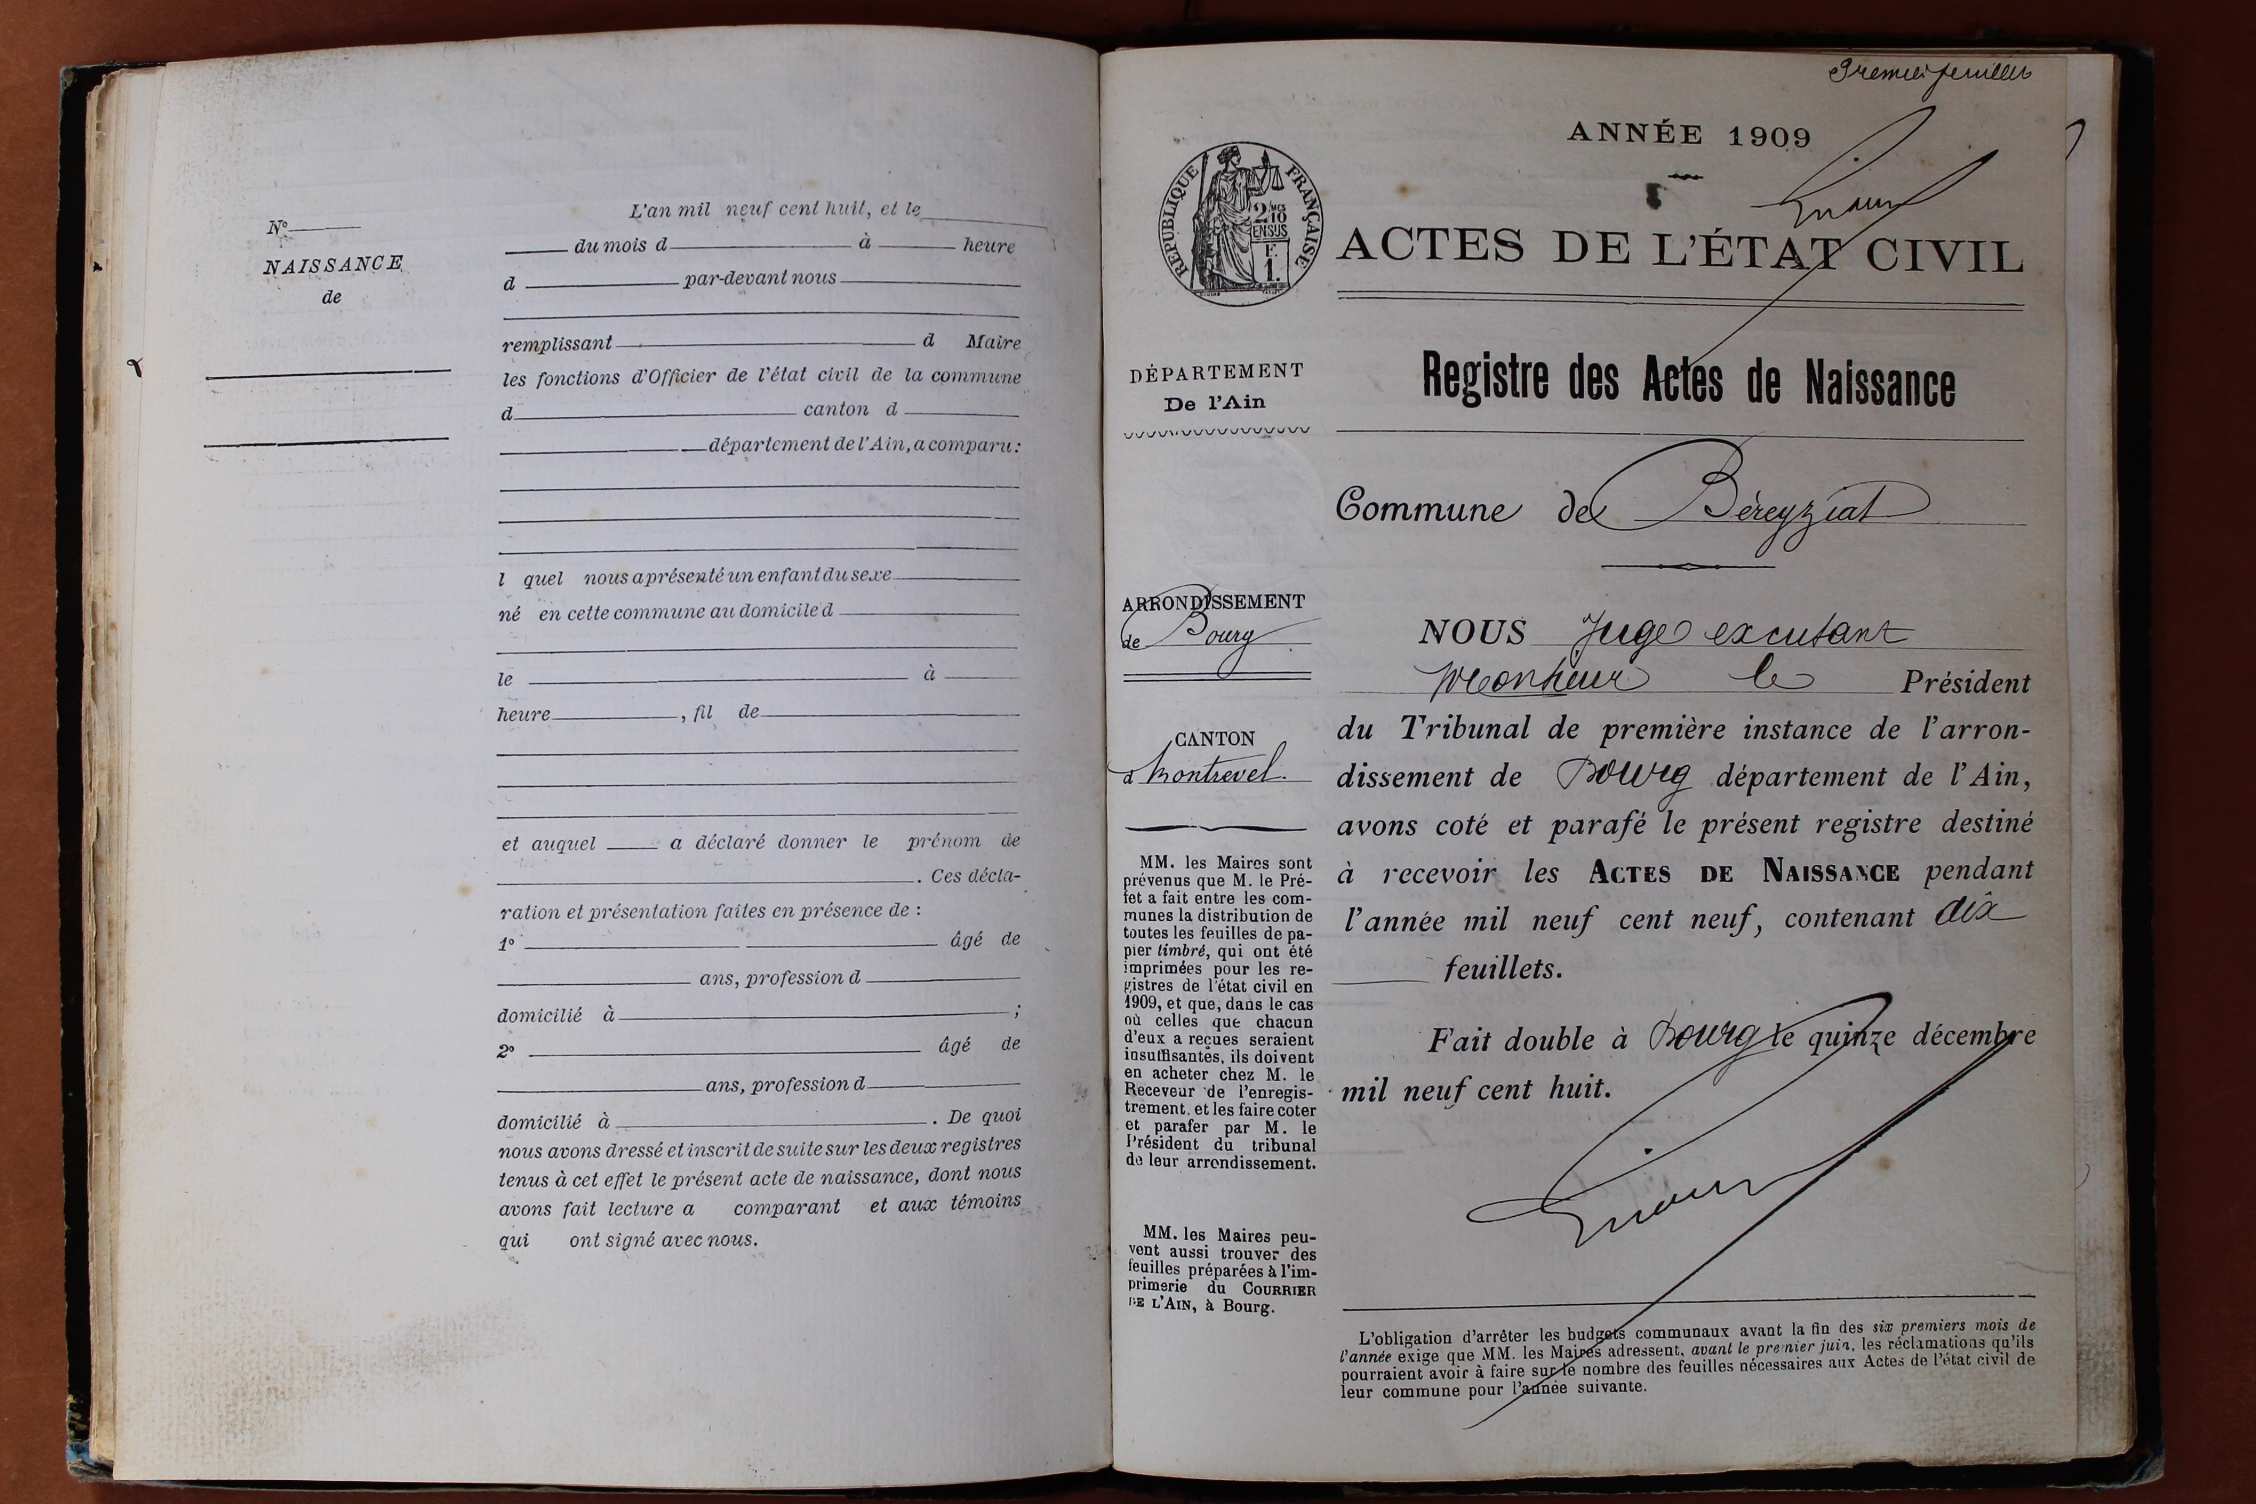 N°
NAISSANCE
de
L'an mil neuf cent huit, et le
du mois d à heure
d par-devant nous
remplissant d Maire
les fonctions d'Officier de l'état civil de la commune
d canton d
département de l'Ain, a comparu :
l quel nous a présenté un enfant du sexe
né en cette commune au domicile d
le à
heure , fil de
et auquel a déclaré donner le prénom de
. Ces décla-
ration et présentation faites en présence de :
1° âgé de
ans, profession d
domicilié à ;
2° âgé de
ans, profession d
domicilié à . De quoi
nous avons dressé et inscrit de suite sur les deux registres
tenus à cet effet le présent acte de naissance, dont nous
avons fait lecture a comparant et aux témoins
qui ont signé avec nous.
Premier feuillet
ANNÉE 1909
RÉPUBLIQUE FRANÇAISE
2/10
EN SUS
1.
ACTES DE L'ÉTAT CIVIL
DÉPARTEMENT
De l'Ain
Registre des Actes de Naissance
Commune de Béreyziat
ARRONDISSEMENT
de Bourg
CANTON
d Montrevel.
MM. les Maires sont
prévenus que M. le Pré-
fet a fait entre les com-
munes la distribution de
toutes les feuilles de pa-
pier timbré, qui ont été
imprimées pour les re-
gistres de l'état civil en
1909, et que, dans le cas
où celles que chacun
d'eux a reçues seraient
insuffisantes, ils doivent
en acheter chez M. le
Receveur de l'enregis-
trement, et les faire coter
et parafer par M. le
Président du tribunal
de leur arrondissement.
MM. les Maires peu-
vent aussi trouver des
feuilles préparées à l'im-
primerie du COURRIER
DE L'AIN, à Bourg.
NOUS Juge excusant
Monsieur le Président
du Tribunal de première instance de l'arron-
dissement de Bourg département de l'Ain,
avons coté et parafé le présent registre destiné
à recevoir les ACTES DE NAISSANCE pendant
l'année mil neuf cent neuf, contenant dix
feuillets.
Fait double à Bourg le quinze décembre
mil neuf cent huit.
L'obligation d'arrêter les budgets communaux avant la fin des six premiers mois de
l'année exige que MM. les Maires adressent, avant le premier juin, les réclamations qu'ils
pourraient avoir à faire sur le nombre des feuilles nécessaires aux Actes de l'état civil de
leur commune pour l'année suivante.